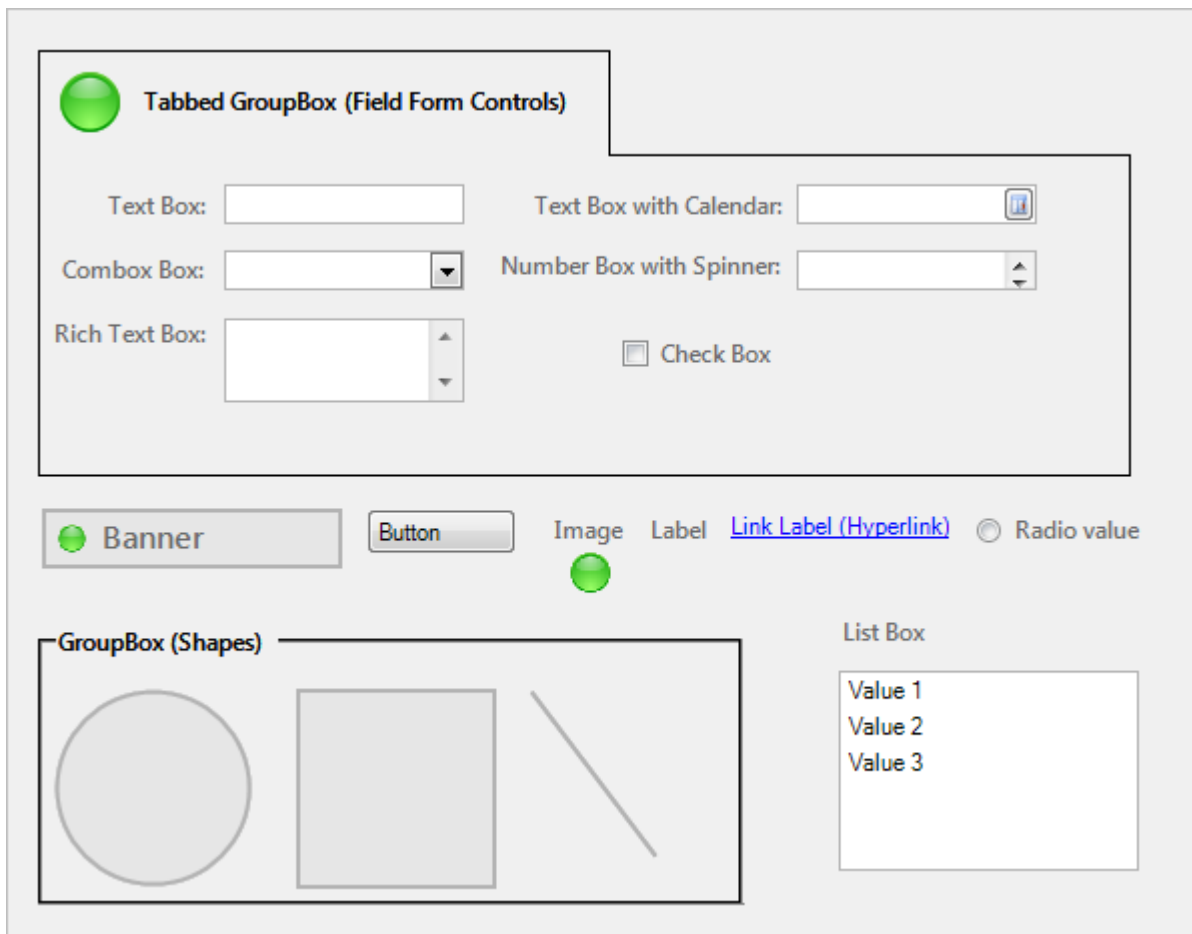 Tabbed GroupBox (Field Form Controls)
Text Box:
Text Box with Calendar:
Combox Box:
Number Box with Spinner:
Rich Text Box:
Check Box
Banner
Button
Image
Label
Link Label (Hyperlink)
Radio value
GroupBox (Shapes)
List Box
Value 1
Value 2
Value 3